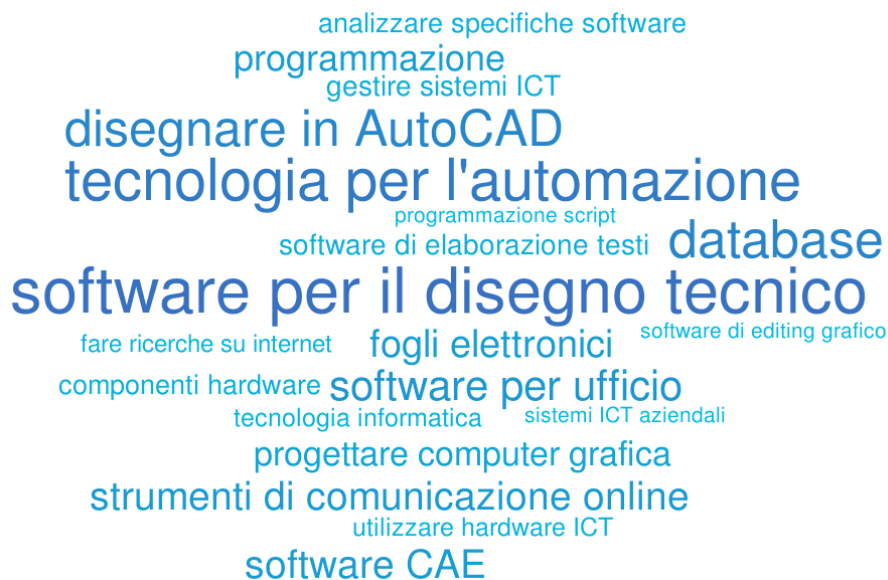 analizzare specifiche software
programmazione
gestire sistemi ICT
disegnare in AutoCAD
tecnologia per l'automazione
programmazione script
software di elaborazione testi
database
software per il disegno tecnico
software di editing grafico
fare ricerche su internet
fogli elettronici
componenti hardware
software per ufficio
tecnologia informatica
sistemi ICT aziendali
progettare computer grafica
strumenti di comunicazione online
utilizzare hardware ICT
software CAE